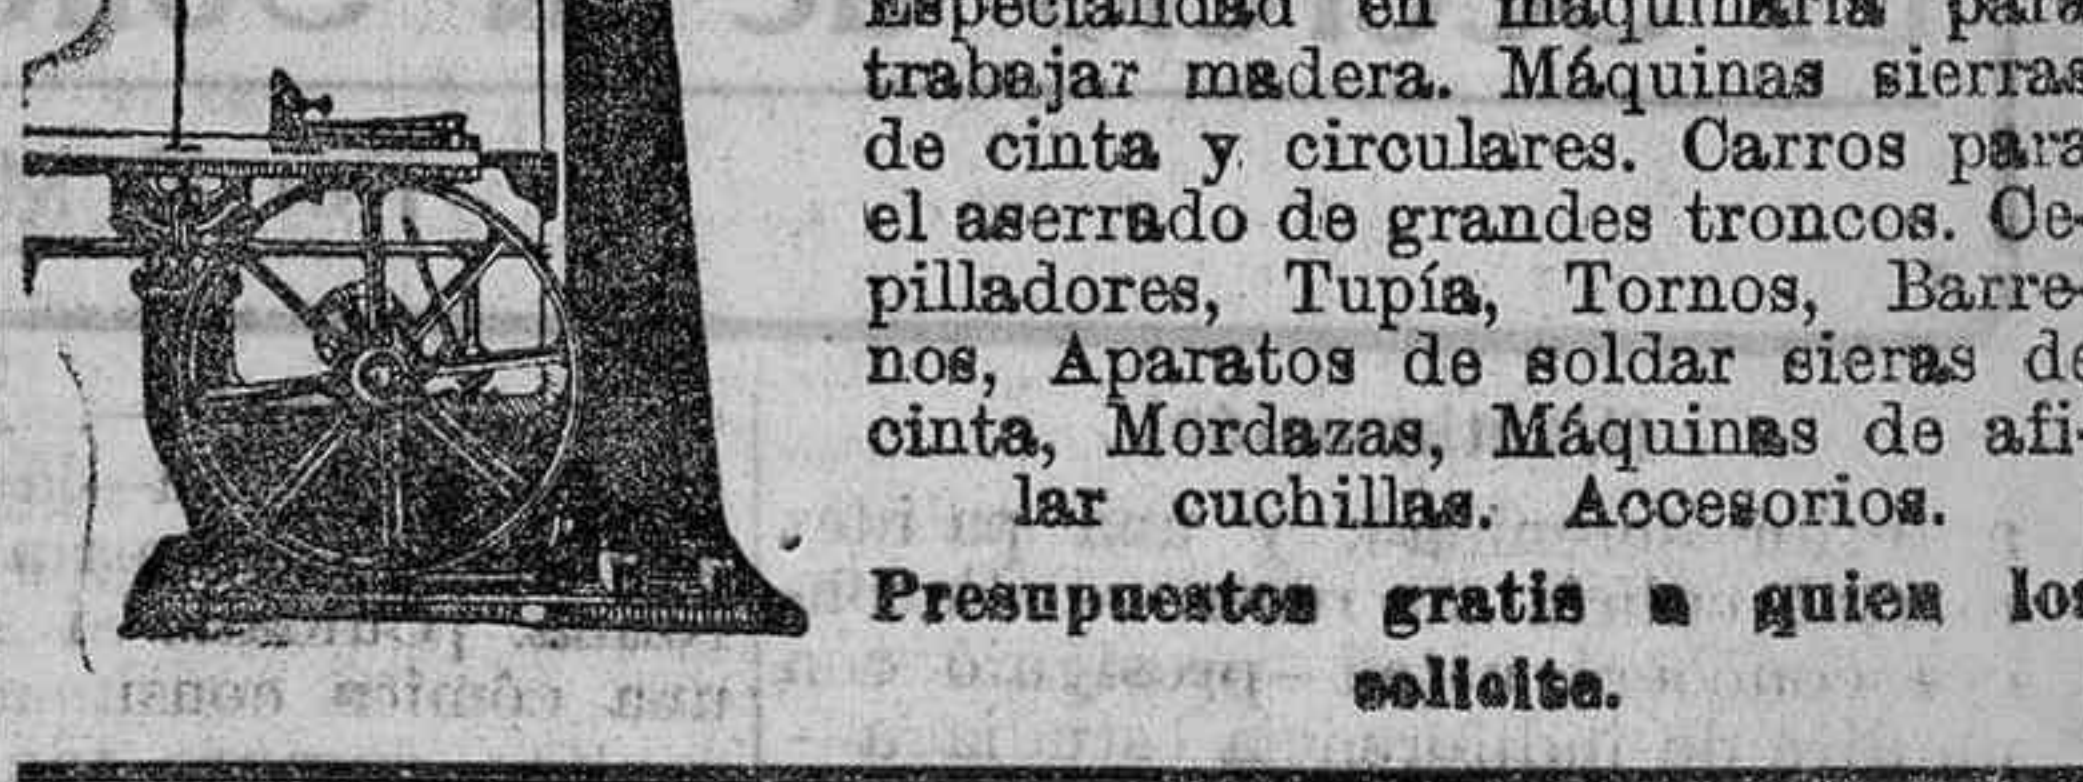 Especialidad en maquinaria para
trabajar madera. Máquinas sierras
de cinta y circulares. Carros para
el aserrado de grandes troncos. Ce-
pilladores, Tupía, Tornos, Barre-
nos, Aparatos de soldar sieras de
cinta, Mordazas, Máquinas de afi-
lar cuchillas. Accesorios.
Presupuestos gratis a quien los
solicite.